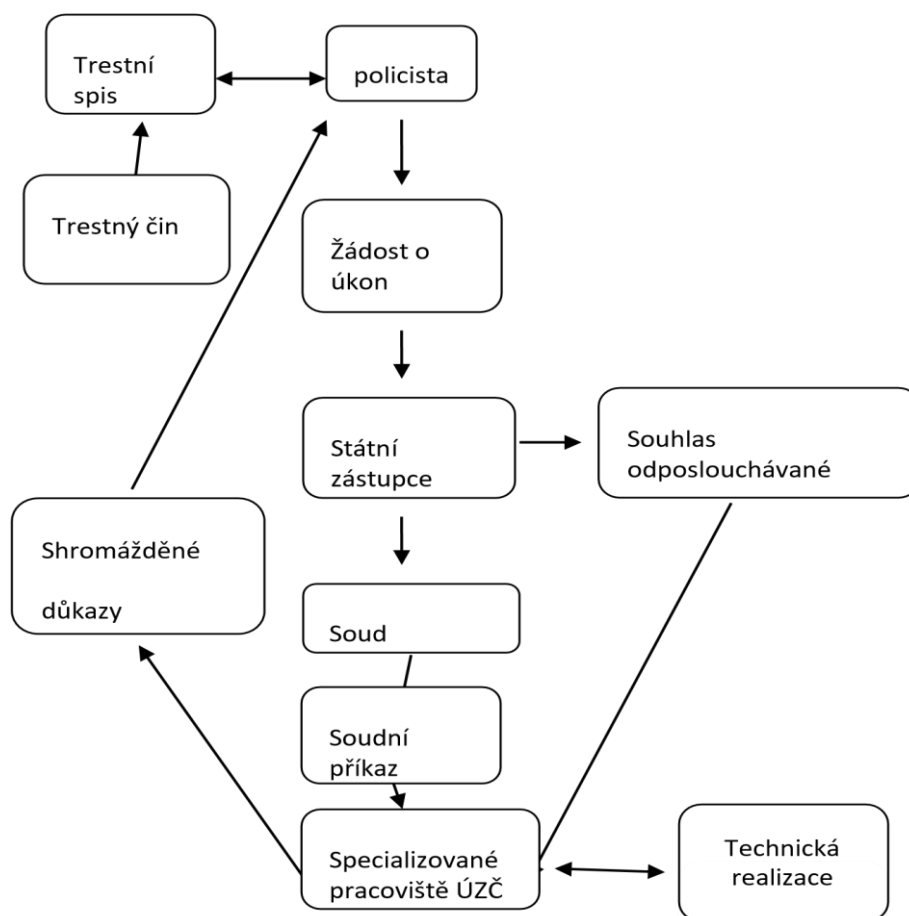 Trestní
spis
policista
Trestný čin
Žádost o
úkon
Státní
zástupce
Souhlas
odposlouchávané
Shromážděné
důkazy
Soud
Soudní
příkaz
Specializované
pracoviště ÚZČ
Technická
realizace